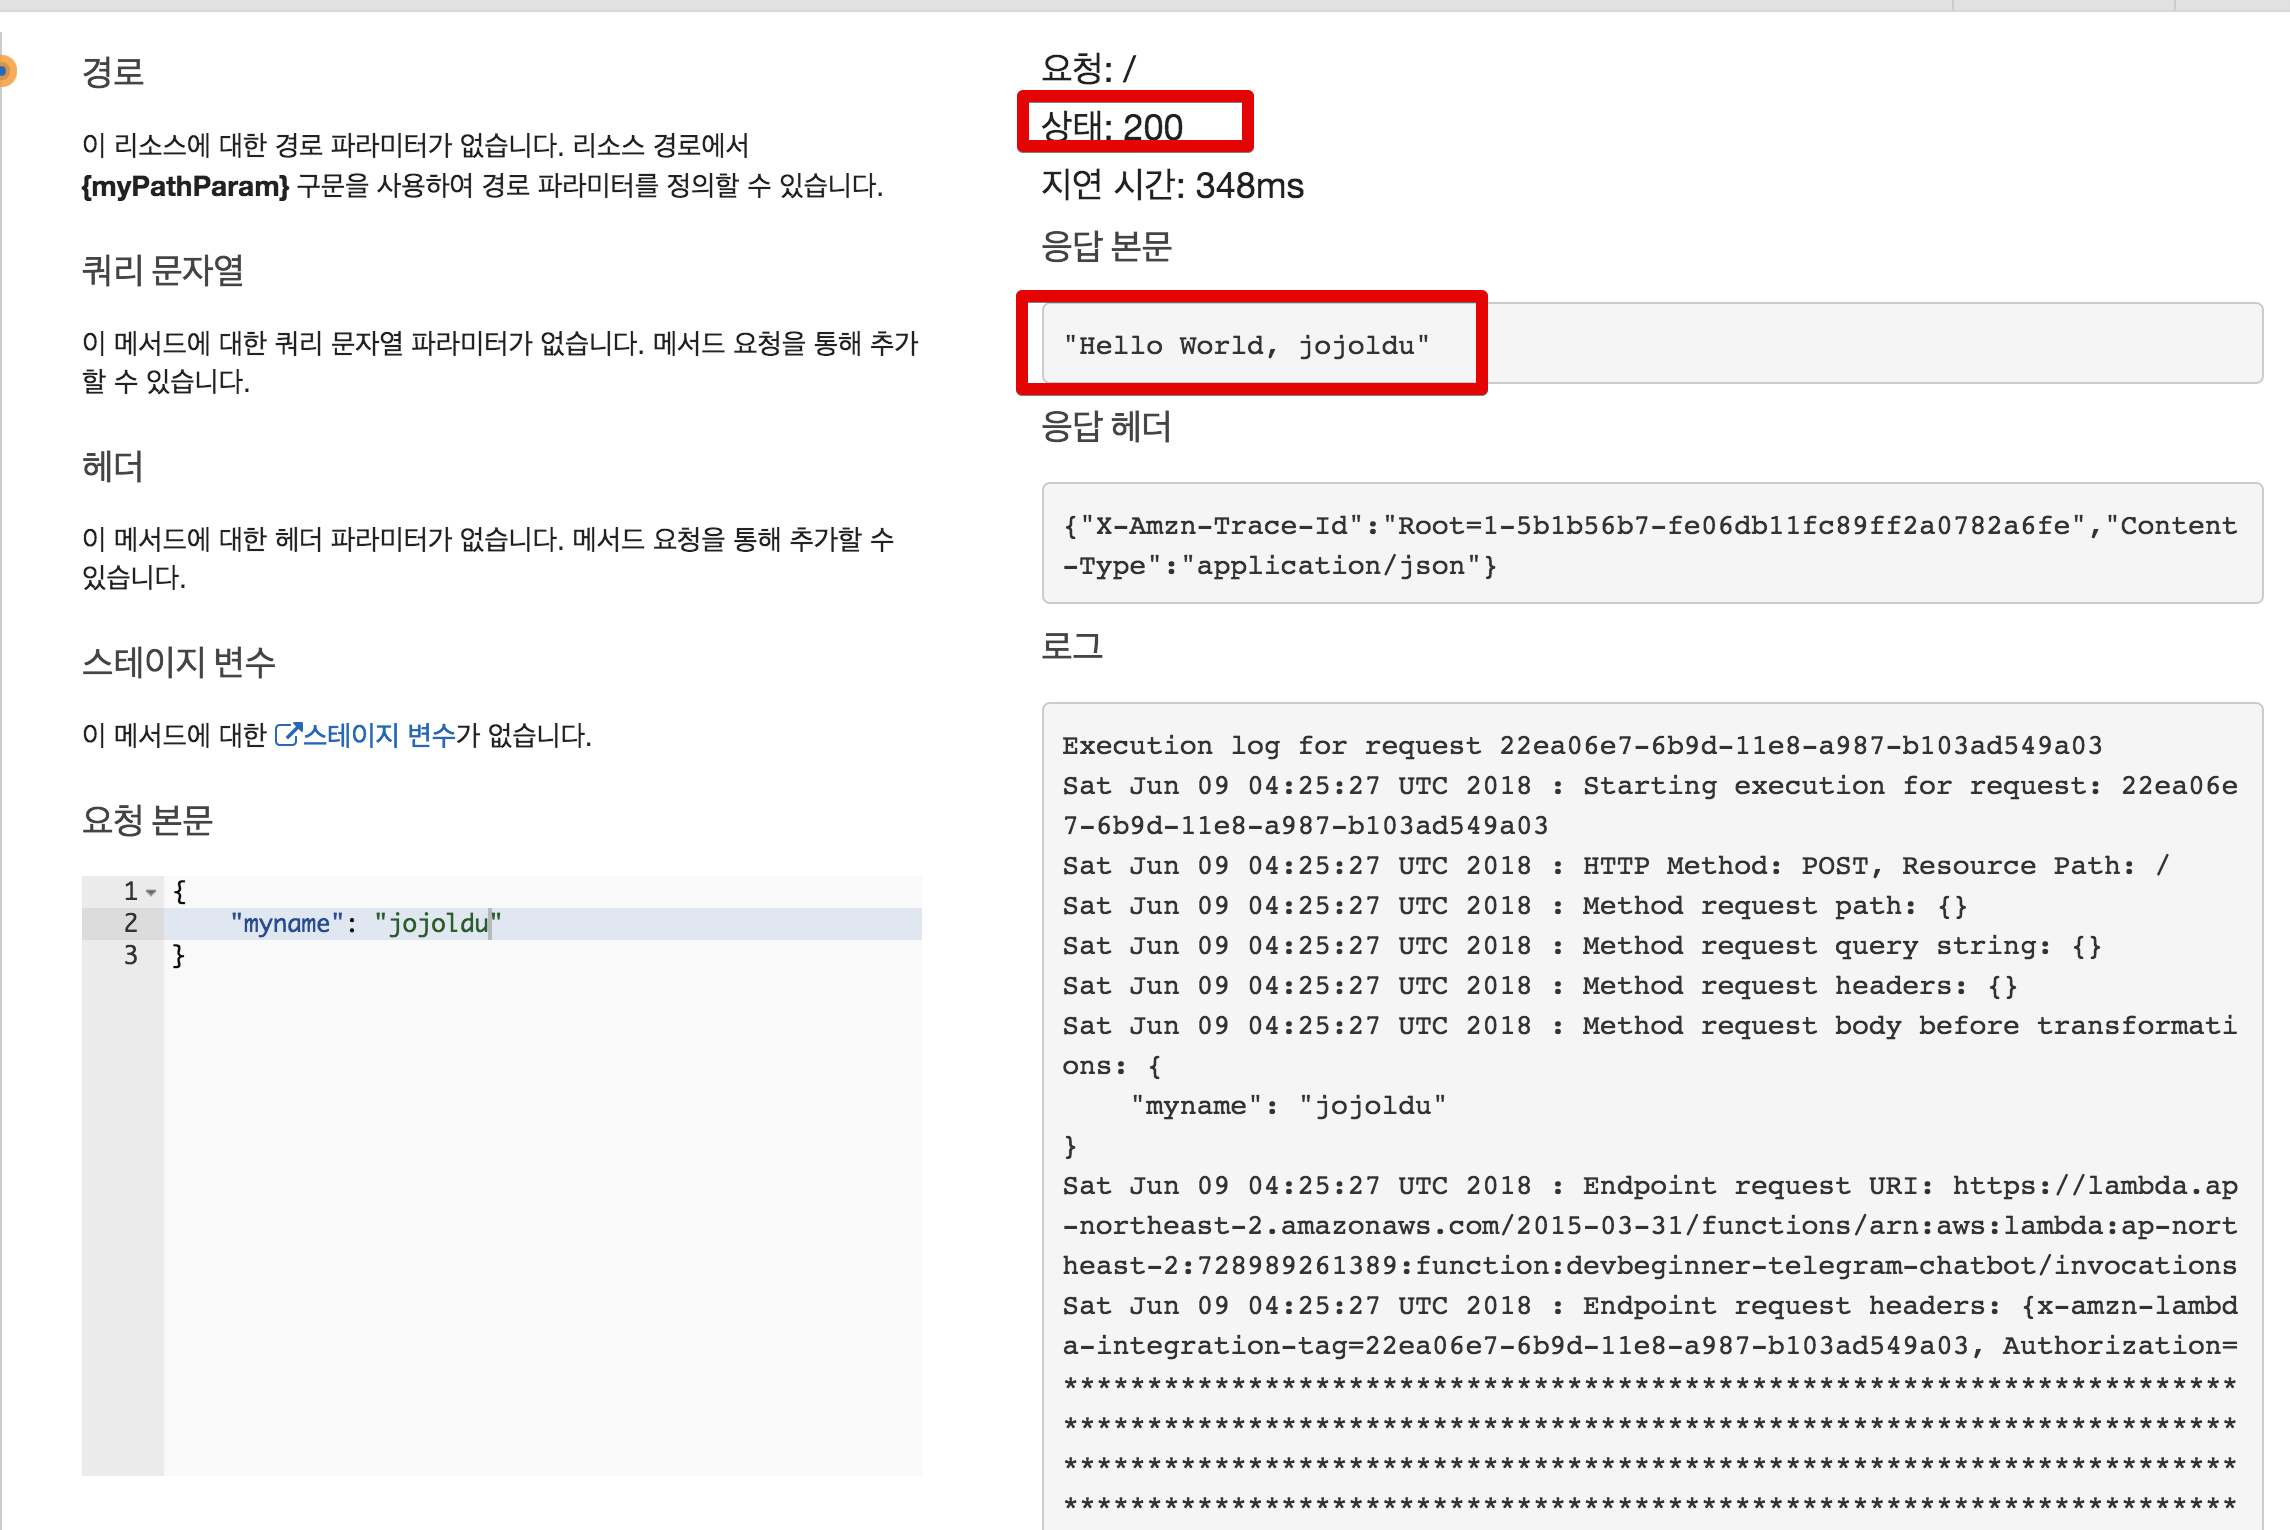 경로
이 리소스에 대한 경로 파라미터가 없습니다. 리소스 경로에서
{myPathParam} 구문을 사용하여 경로 파라미터를 정의할 수 있습니다.
쿼리 문자열
이 메서드에 대한 쿼리 문자열 파라미터가 없습니다. 메서드 요청을 통해 추가
할 수 있습니다.
헤더
이 메서드에 대한 헤더 파라미터가 없습니다. 메서드 요청을 통해 추가할 수
있습니다.
스테이지 변수
이 메서드에 대한 스테이지 변수가 없습니다.
요청 본문
1 {
2 "myname": "jojoldu"
3 }
요청: /
상태: 200
지연 시간: 348ms
응답 본문
"Hello World, jojoldu"
응답 헤더
{"X-Amzn-Trace-Id":"Root=1-5b1b56b7-fe06db11fc89ff2a0782a6fe","Content
-Type":"application/json"}
로그
Execution log for request 22ea06e7-6b9d-11e8-a987-b103ad549a03
Sat Jun 09 04:25:27 UTC 2018 : Starting execution for request: 22ea06e
7-6b9d-11e8-a987-b103ad549a03
Sat Jun 09 04:25:27 UTC 2018 : HTTP Method: POST, Resource Path: /
Sat Jun 09 04:25:27 UTC 2018 : Method request path: {}
Sat Jun 09 04:25:27 UTC 2018 : Method request query string: {}
Sat Jun 09 04:25:27 UTC 2018 : Method request headers: {}
Sat Jun 09 04:25:27 UTC 2018 : Method request body before transformati
ons: {
"myname": "jojoldu"
}
Sat Jun 09 04:25:27 UTC 2018 : Endpoint request URI: https://lambda.ap
-northeast-2.amazonaws.com/2015-03-31/functions/arn:aws:lambda:ap-nort
heast-2:728989261389:function:devbeginner-telegram-chatbot/invocations
Sat Jun 09 04:25:27 UTC 2018 : Endpoint request headers: {x-amzn-lambd
a-integration-tag=22ea06e7-6b9d-11e8-a987-b103ad549a03, Authorization=
**********************************************************************
**********************************************************************
**********************************************************************
**********************************************************************